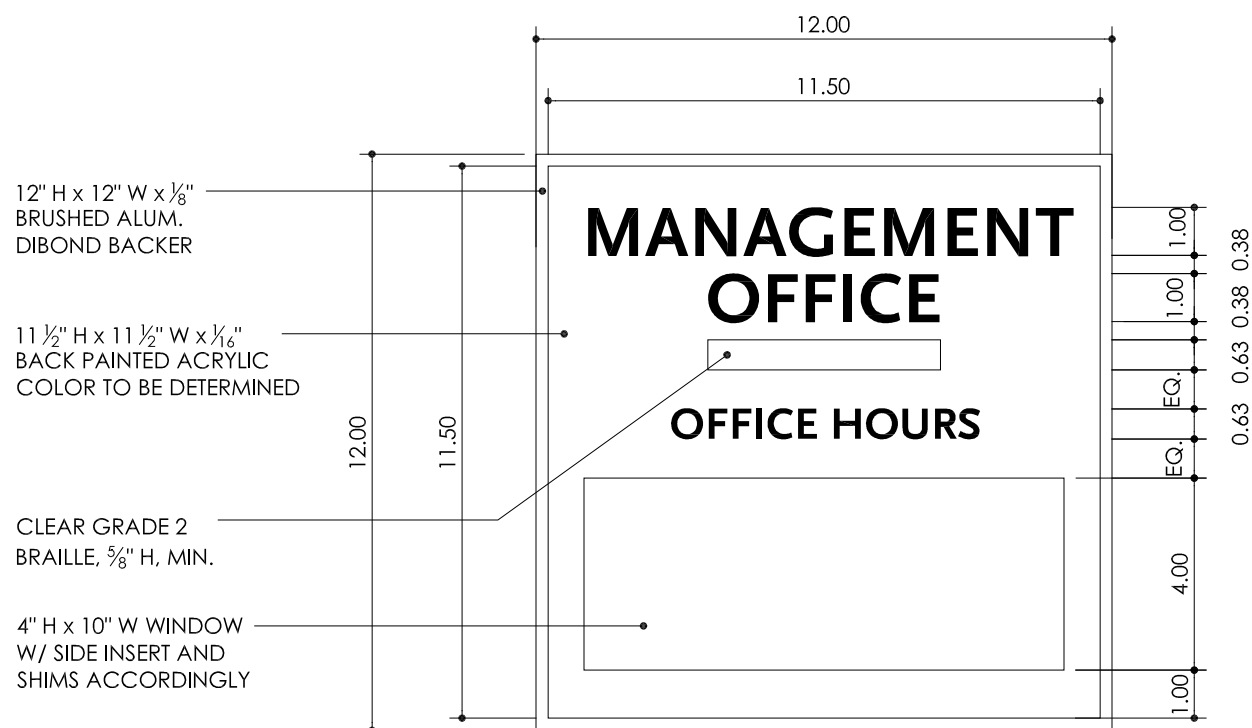 12.00
11.50
12" H x 12" W x ⅛"
BRUSHED ALUM.
DIBOND BACKER
MANAGEMENT
OFFICE
11 ½" H x 11 ½" W x 1⁄16"
BACK PAINTED ACRYLIC
COLOR TO BE DETERMINED
OFFICE HOURS
12.00
11.50
CLEAR GRADE 2
BRAILLE, ⅝" H, MIN.
4" H x 10" W WINDOW
W/ SIDE INSERT AND
SHIMS ACCORDINGLY
1.00
0.38
1.00
0.38
0.63
EQ.
0.63
EQ.
4.00
1.00